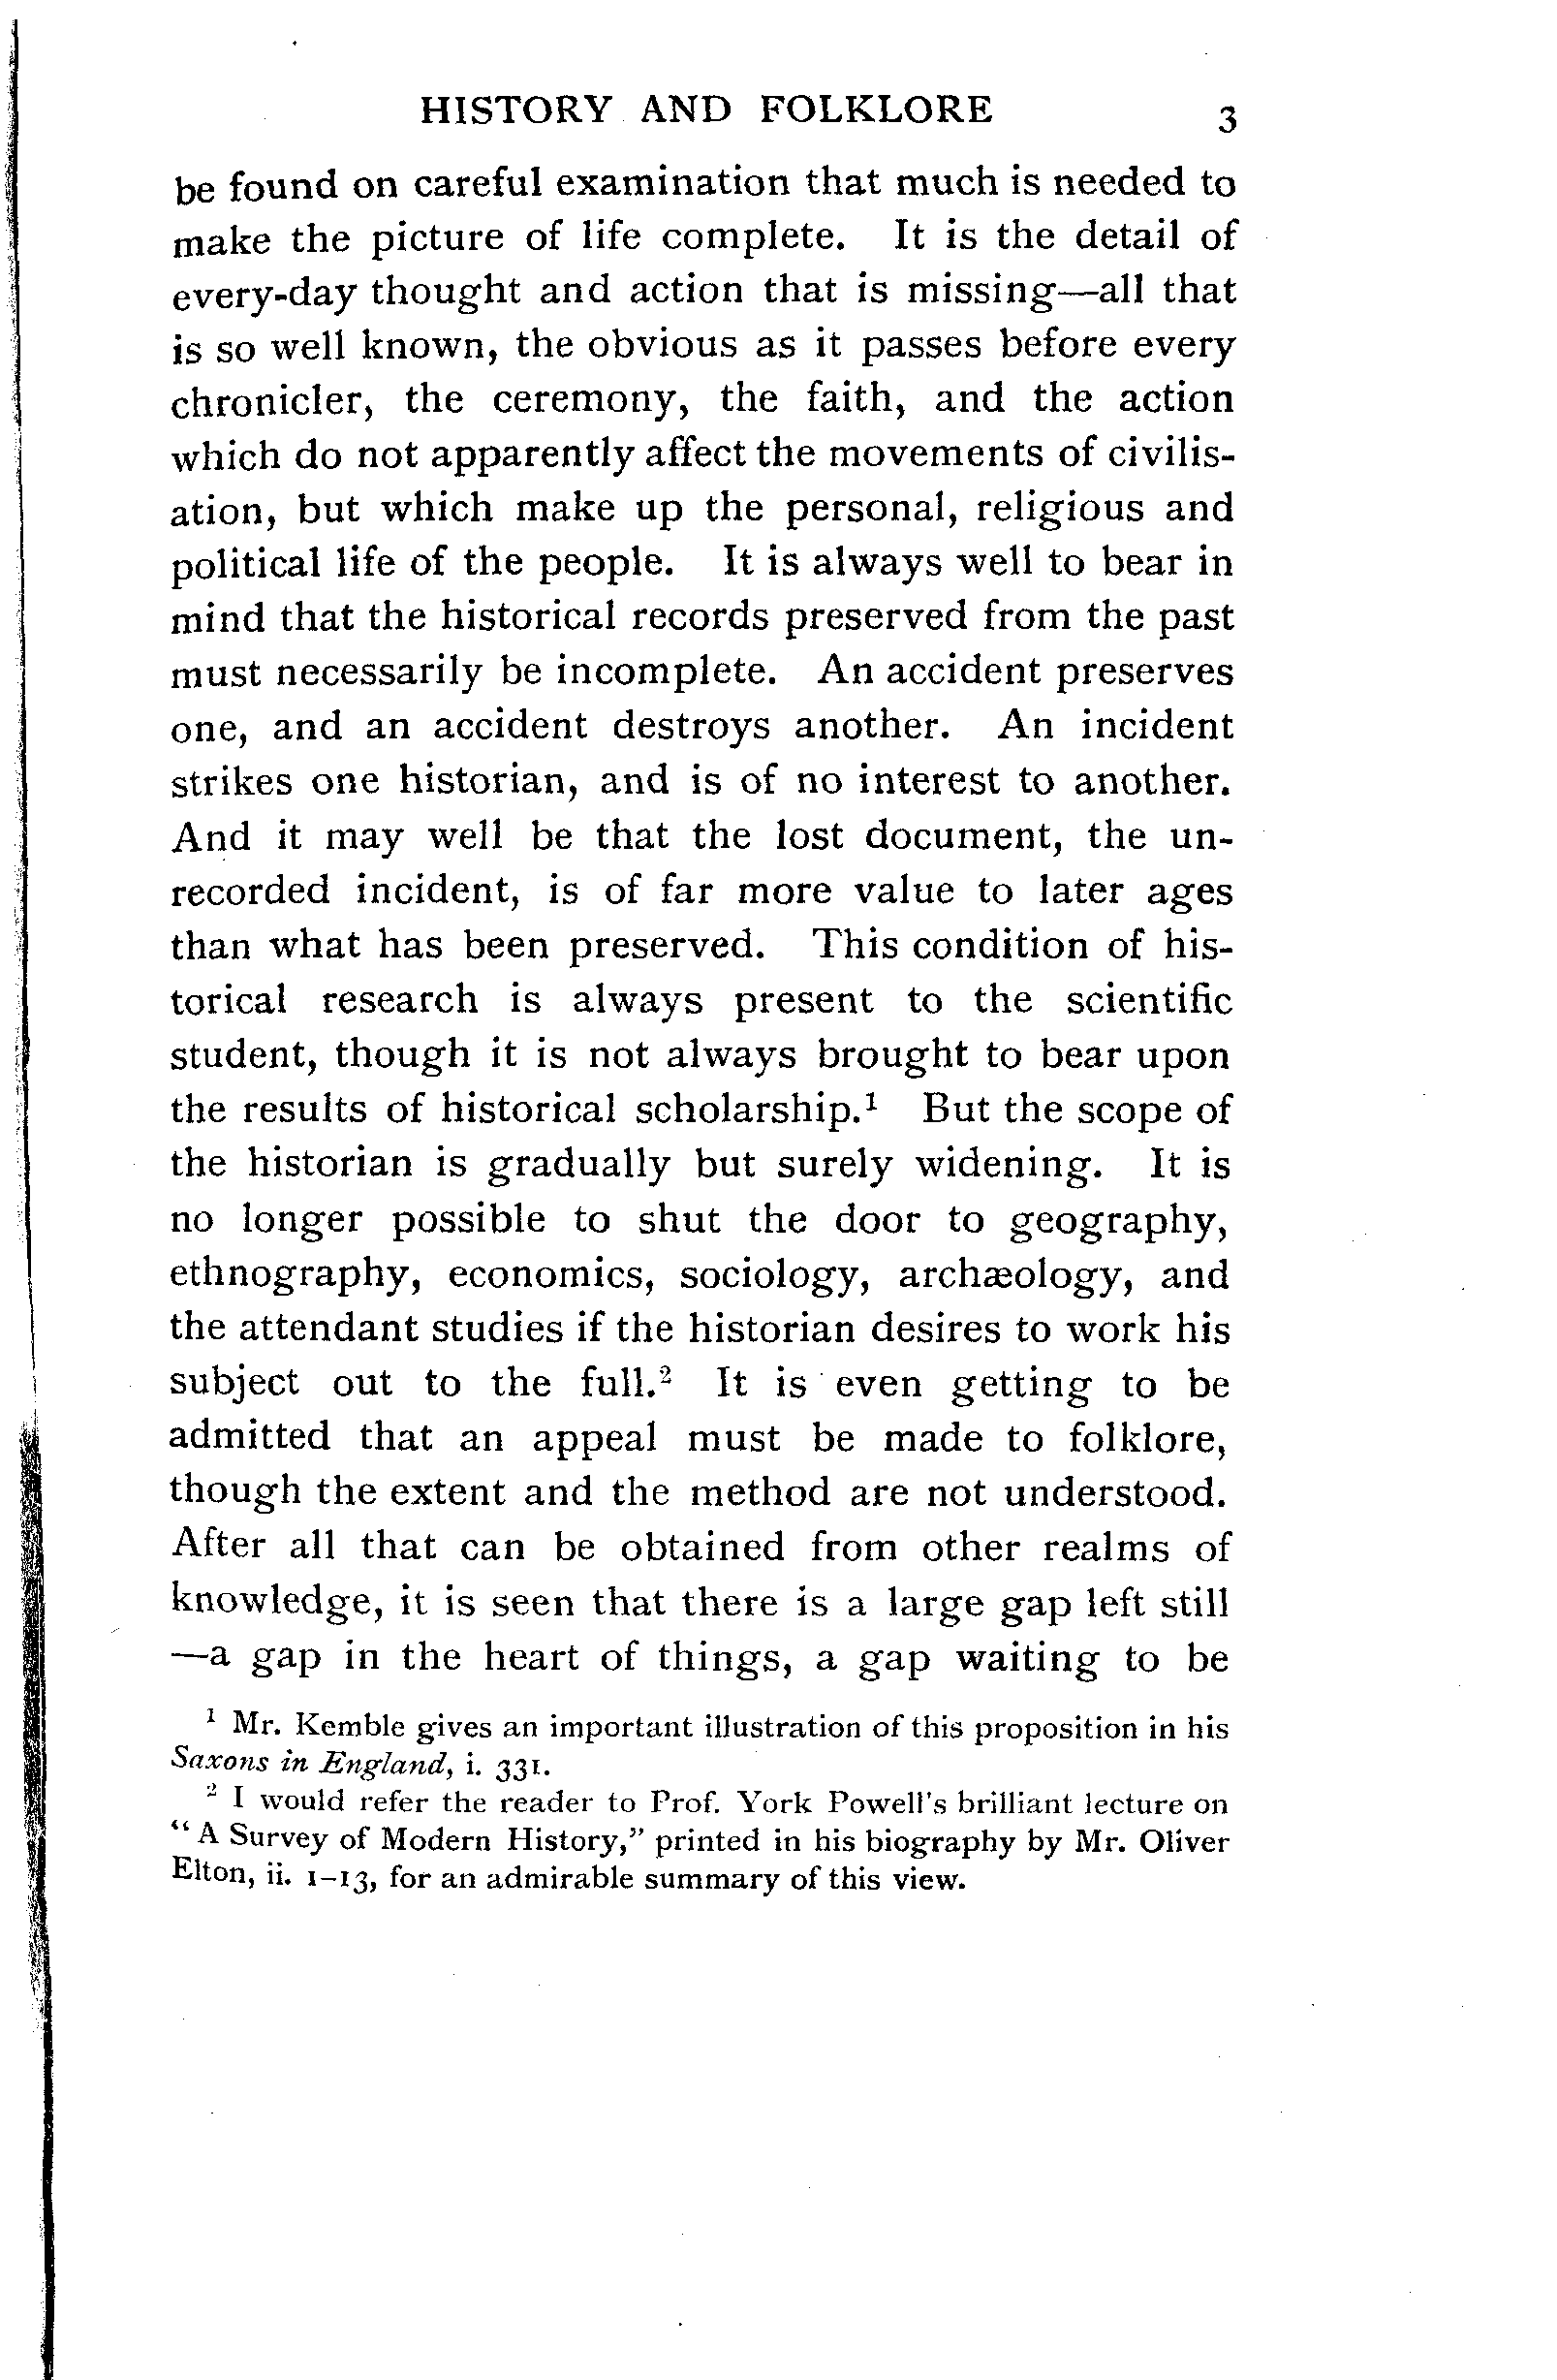 HISTORY AND FOLKLORE 3
be found on careful examination that much is needed to
make the picture of life complete. It is the detail of
every-day thought and action that is missing—all that
is so well known, the obvious as it passes before every
chronicler, the ceremony, the faith, and the action
which do not apparently affect the movements of civilis-
ation, but which make up the personal, religious and
political life of the people. It is always well to bear in
mind that the historical records preserved from the past
must necessarily be incomplete. An accident preserves
one, and an accident destroys another. An incident
strikes one historian, and is of no interest to another.
And it may well be that the lost document, the un-
recorded incident, is of far more value to later ages
than what has been preserved. This condition of his-
torical research is always present to the scientific
student, though it is not always brought to bear upon
the results of historical scholarship.¹ But the scope of
the historian is gradually but surely widening. It is
no longer possible to shut the door to geography,
ethnography, economics, sociology, archæology, and
the attendant studies if the historian desires to work his
subject out to the full.² It is even getting to be
admitted that an appeal must be made to folklore,
though the extent and the method are not understood.
After all that can be obtained from other realms of
knowledge, it is seen that there is a large gap left still
—a gap in the heart of things, a gap waiting to be
¹ Mr. Kemble gives an important illustration of this proposition in his
Saxons in England, i. 331.
² I would refer the reader to Prof. York Powell's brilliant lecture on
“A Survey of Modern History,” printed in his biography by Mr. Oliver
Elton, ii. 1–13, for an admirable summary of this view.